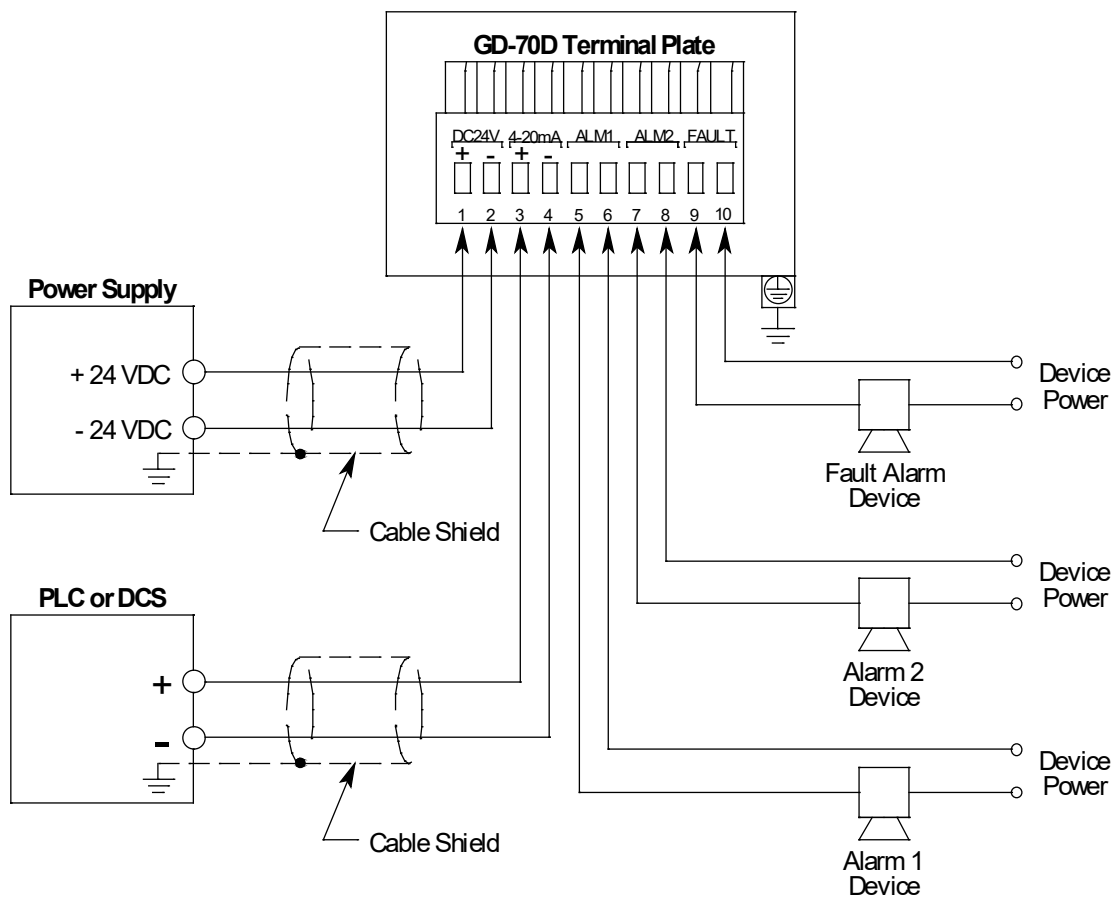 GD-70D Terminal Plate
DC24V 4-20mA ALM1 ALM2 FAULT
+ - + -
1 2 3 4 5 6 7 8 9 10
Power Supply
+ 24 VDC
- 24 VDC
Cable Shield
PLC or DCS
+
-
Cable Shield
Device
Power
Fault Alarm
Device
Device
Power
Alarm 2
Device
Device
Power
Alarm 1
Device